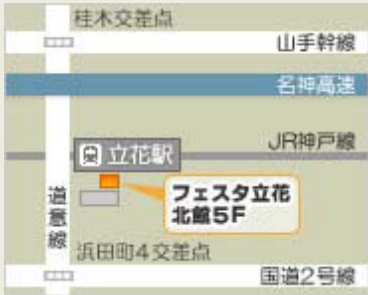 桂木交差点
山手幹線
名神高速
JR神戸線
立花駅
フェスタ立花
北館5F
道意線
浜田町4交差点
国道2号線